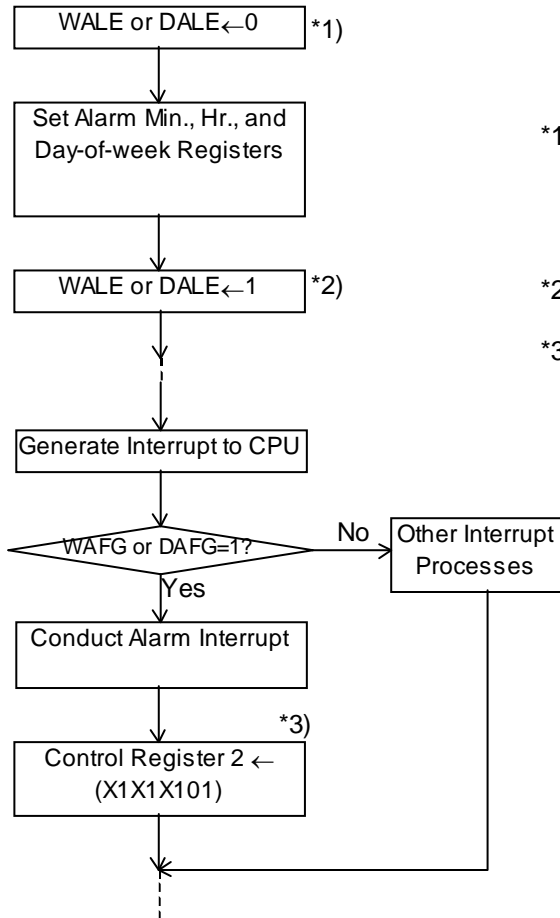 WALE or DALE←0
*1)
Set Alarm Min., Hr., and
Day-of-week Registers
*1
WALE or DALE←1
*2)
*2
*3
Generate Interrupt to CPU
WAFG or DAFG=1?
No
Other Interrupt
Processes
Yes
Conduct Alarm Interrupt
*3)
Control Register 2 ←
(X1X1X101)